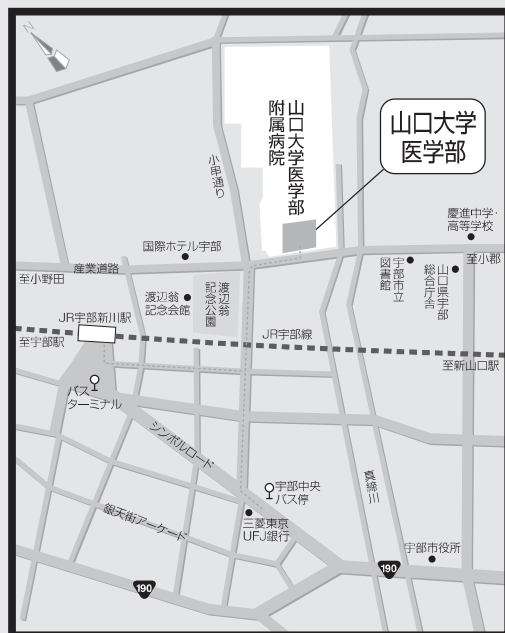 山口大学医学部
附属病院
山口大学
医学部
小串通り
慶進中学・
高等学校
国際ホテル宇部
産業道路
至小野田
至小郡
宇部市立
図書館
山口県宇部
総合庁舎
渡辺翁
記念会館
渡辺翁
記念公園
JR宇部新川駅
JR宇部線
至宇部駅
至新山口駅
バス
ターミナル
シンボルロード
宇部中央
バス停
真締川
銀天街アーケード
三菱東京
UFJ銀行
宇部市役所
190
190